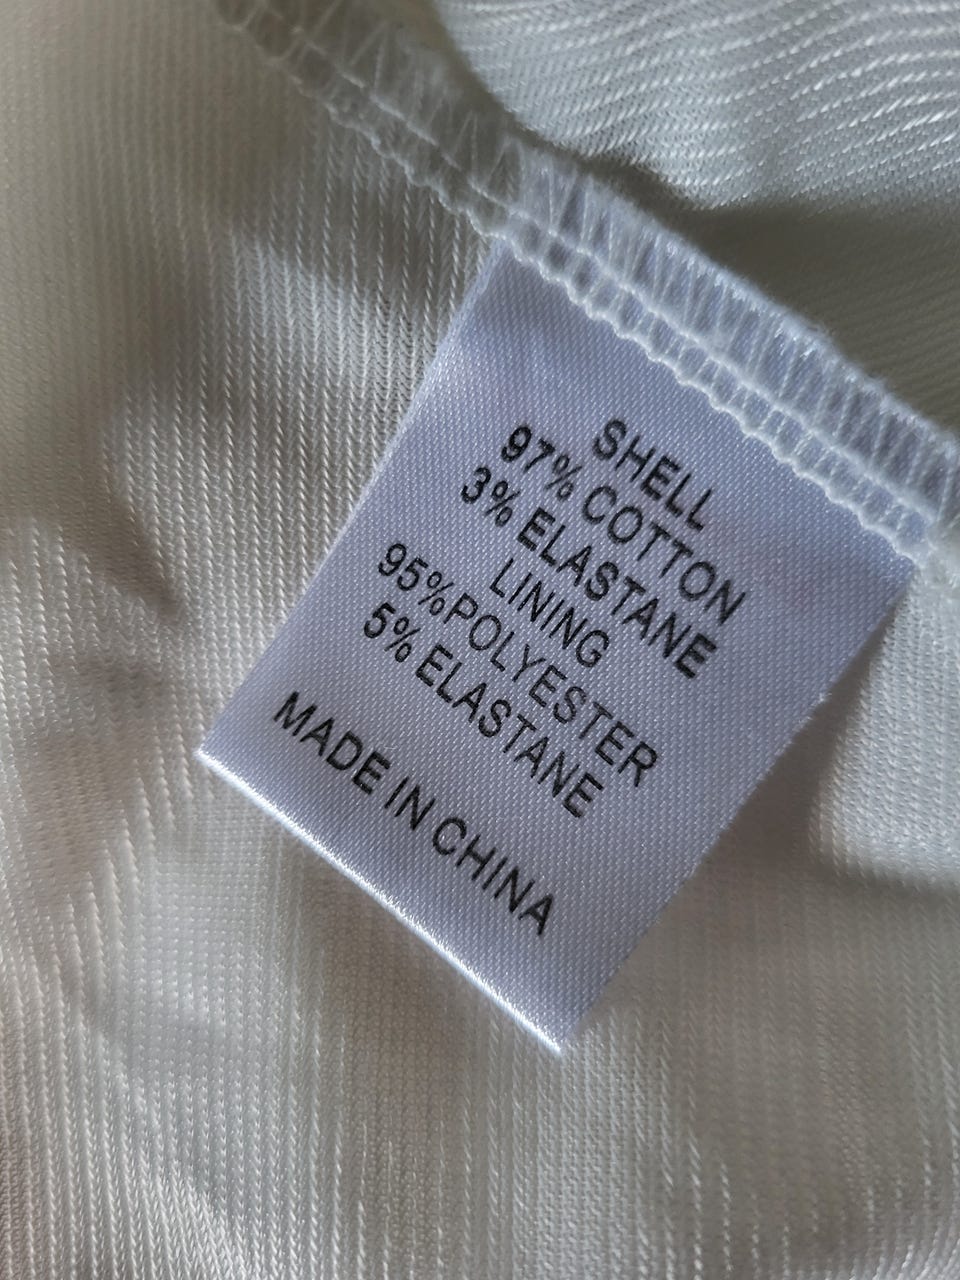 SHELL
97% COTTON
3% ELASTANE
LINING
95%POLYESTER
5% ELASTANE
MADE IN CHINA